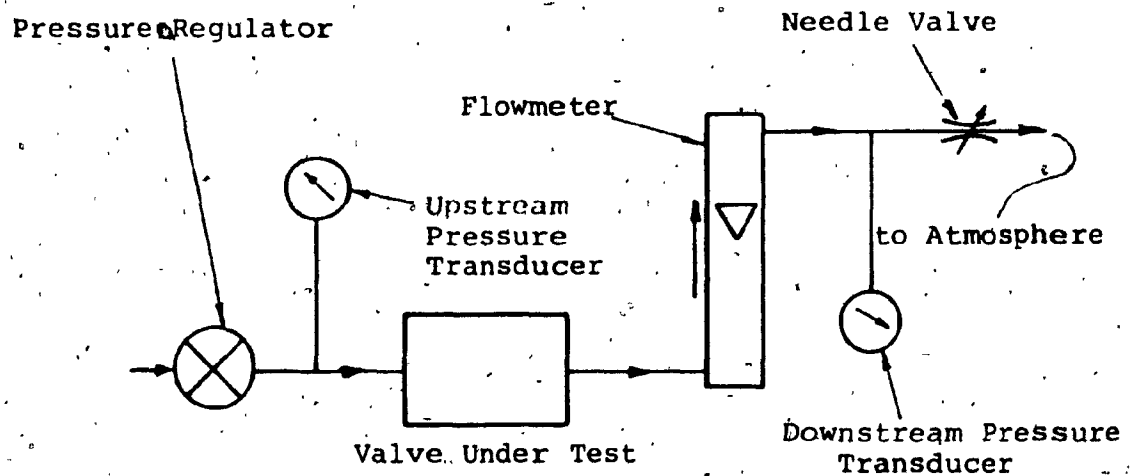 Pressure Regulator
Needle Valve
Flowmeter
Upstream
Pressure
Transducer
to Atmosphere
Valve Under Test
Downstream Pressure
Transducer